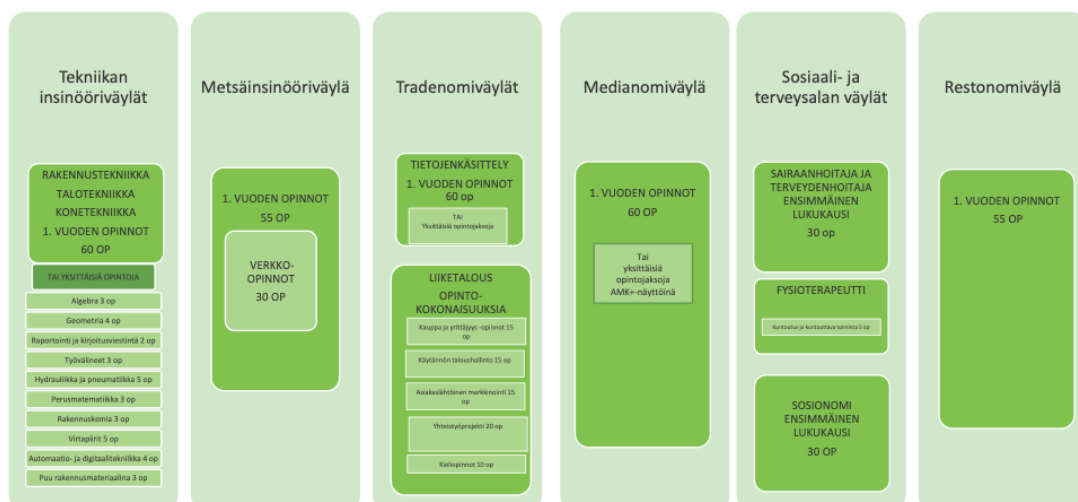 Tekniikan
insinööriväylät
RAKENNUSTEKNIIKKA
TALOTEKNIIKKA
KONETEKNIIKKA
1. VUODEN OPINNOT
60 OP
TAI YKSITTÄISIÄ OPINTOJA
Algebra 3 op
Geometria 4 op
Raportointi ja kirjoitusviestintä 2 op
Työvälineet 3 op
Hydrauliikka ja pneumatiikka 5 op
Perusmatematiikka 3 op
Rakennuskemia 3 op
Virtapiirit 5 op
Automaatio- ja digitaalitekniikka 4 op
Puu rakennusmateriaalina 3 op
Metsäinsinööriväylä
1. VUODEN OPINNOT
55 OP
VERKKO-
OPINNOT
30 OP
Tradenomiväylät
TIETOJENKÄSITTELY
1. VUODEN OPINNOT
60 op
TAI
Yksittäisiä opintojaksoja
LIIKETALOUS
OPINTO-
KOKONAISUUKSIA
Kauppa ja yrittäjyys -opinnot 15
op
Käytännön taloushallinto 15 op
Asiakaslähtöinen markkinointi 15
op
Yhteistyöprojekti 20 op
Kieliopinnot 10 op
Medianomiväylä
1. VUODEN OPINNOT
60 OP
Tai
yksittäisiä
opintojaksoja
AMK+-näyttöinä
Sosiaali- ja
terveysalan väylät
SAIRAANHOITAJA JA
TERVEYDENHOITAJA
ENSIMMÄINEN
LUKUKAUSI
30 op
FYSIOTERAPEUTTI
Kuntoutus ja kuntouttava toiminta 5 op
SOSIONOMI
ENSIMMÄINEN
LUKUKAUSI
30 OP
Restonomiväylä
1. VUODEN OPINNOT
55 OP